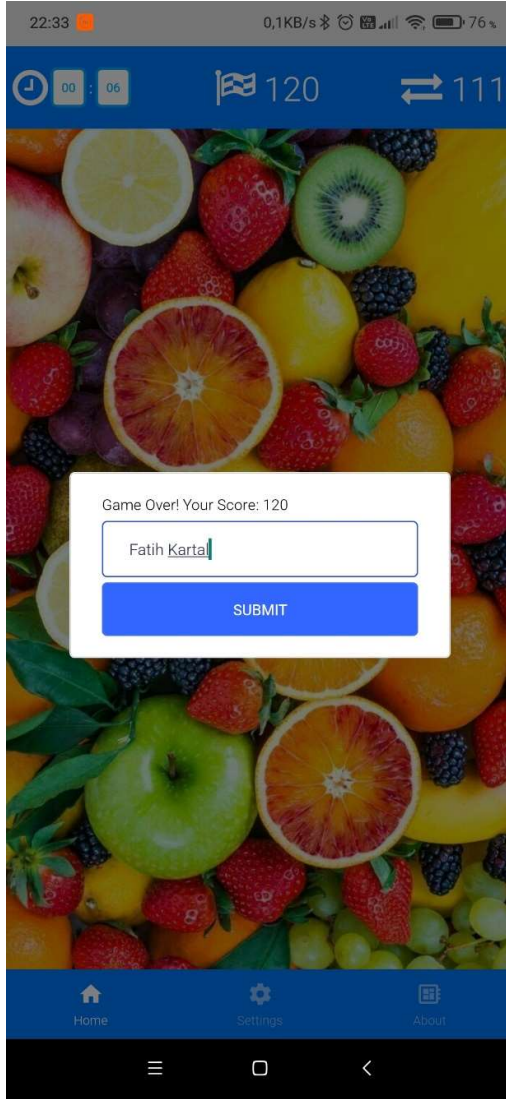 22:33 0,1KB/s 76 %
00 : 06 120 111
Game Over! Your Score: 120
Fatih Kartal
SUBMIT
Home Settings About